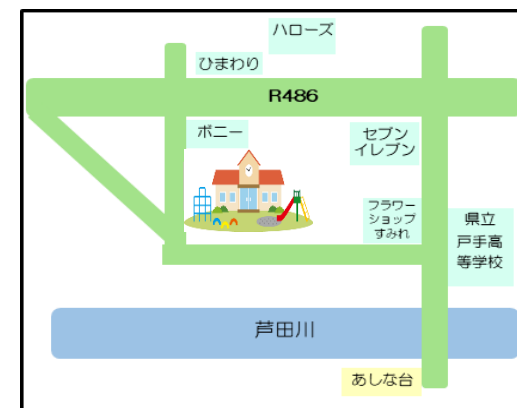 ハローズ
ひまわり
R486
ポニー
セブン
イレブン
フラワー
ショップ
すみれ
県立
戸手高
等学校
芦田川
あしな台